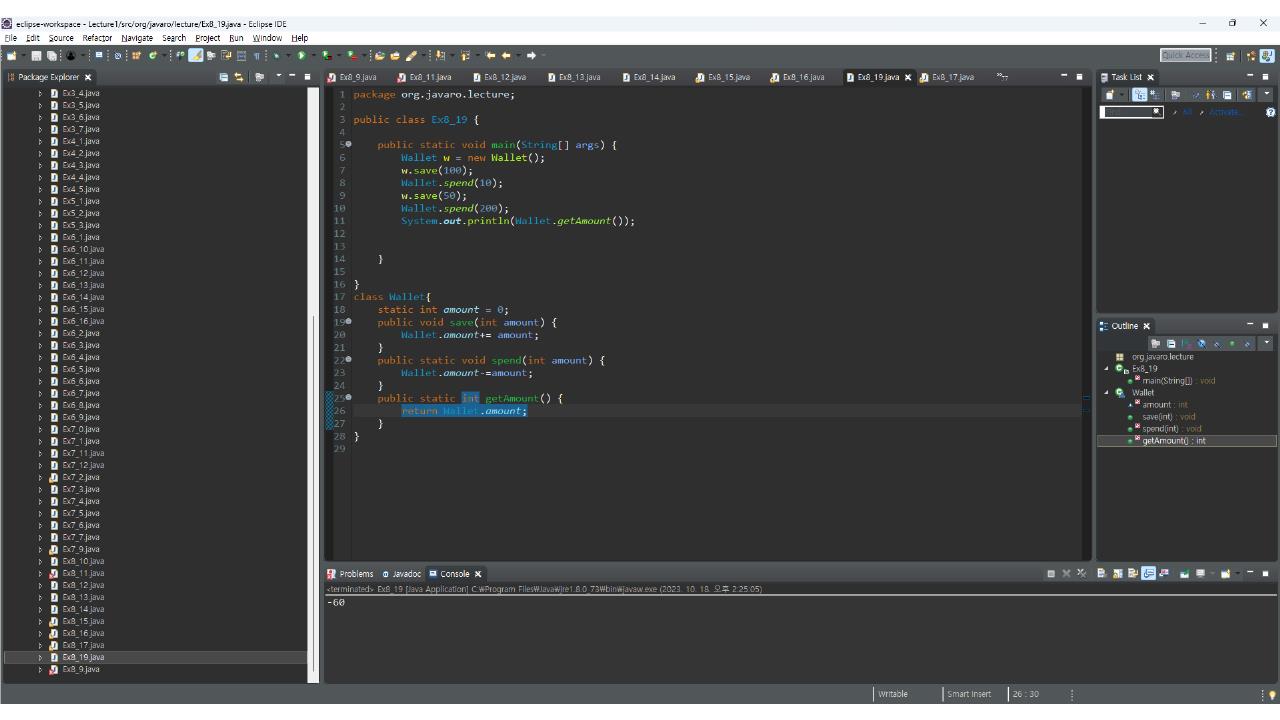 eclipse-workspace - Lecture1/src/org/javaro/lecture/Ex8_19.java - Eclipse IDE
File Edit Source Refactor Navigate Search Project Run Window Help
Quick Access
Package Explorer
Ex3_4.java
Ex3_5.java
Ex3_6.java
Ex3_7.java
Ex4_1.java
Ex4_2.java
Ex4_3.java
Ex4_4.java
Ex4_5.java
Ex5_1.java
Ex5_2.java
Ex5_3.java
Ex6_1.java
Ex6_10.java
Ex6_11.java
Ex6_12.java
Ex6_13.java
Ex6_14.java
Ex6_15.java
Ex6_16.java
Ex6_2.java
Ex6_3.java
Ex6_4.java
Ex6_5.java
Ex6_6.java
Ex6_7.java
Ex6_8.java
Ex6_9.java
Ex7_0.java
Ex7_1.java
Ex7_11.java
Ex7_12.java
Ex7_2.java
Ex7_3.java
Ex7_4.java
Ex7_5.java
Ex7_6.java
Ex7_7.java
Ex7_9.java
Ex8_10.java
Ex8_11.java
Ex8_12.java
Ex8_13.java
Ex8_14.java
Ex8_15.java
Ex8_16.java
Ex8_17.java
Ex8_19.java
Ex8_9.java
Ex8_9.java Ex8_11.java Ex8_12.java Ex8_13.java Ex8_14.java Ex8_15.java Ex8_16.java Ex8_19.java Ex8_17.java
1 package org.javaro.lecture;
2
3 public class Ex8_19 {
4
5 public static void main(String[] args) {
6 Wallet w = new Wallet();
7 w.save(100);
8 Wallet.spend(10);
9 w.save(50);
10 Wallet.spend(200);
11 System.out.println(Wallet.getAmount());
12
13
14 }
15
16 }
17 class Wallet{
18 static int amount = 0;
19 public void save(int amount) {
20 Wallet.amount+= amount;
21 }
22 public static void spend(int amount) {
23 Wallet.amount-=amount;
24 }
25 public static int getAmount() {
26 return Wallet.amount;
27 }
28 }
29
Task List
All Activate...
Outline
org.javaro.lecture
Ex8_19
main(String[]) : void
Wallet
amount : int
save(int) : void
spend(int) : void
getAmount() : int
Problems Javadoc Console
<terminated> Ex8_19 [Java Application] C:￦Program Files￦Java￦jre1.8.0_73￦bin￦javaw.exe (2023. 10. 18. 오후 2:25:05)
-60
Writable Smart Insert 26 : 30